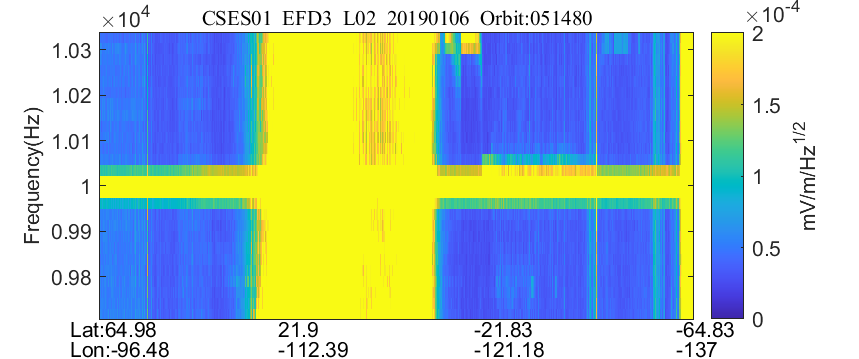 CSES01 EFD3 L02 20190106 Orbit:051480
×10^4
×10^-4
Frequency(Hz)
1.03
1.02
1.01
1
0.99
0.98
2
1.5
1
0.5
0
mV/m/Hz^1/2
Lat:64.98 21.9 -21.83 -64.83
Lon:-96.48 -112.39 -121.18 -137